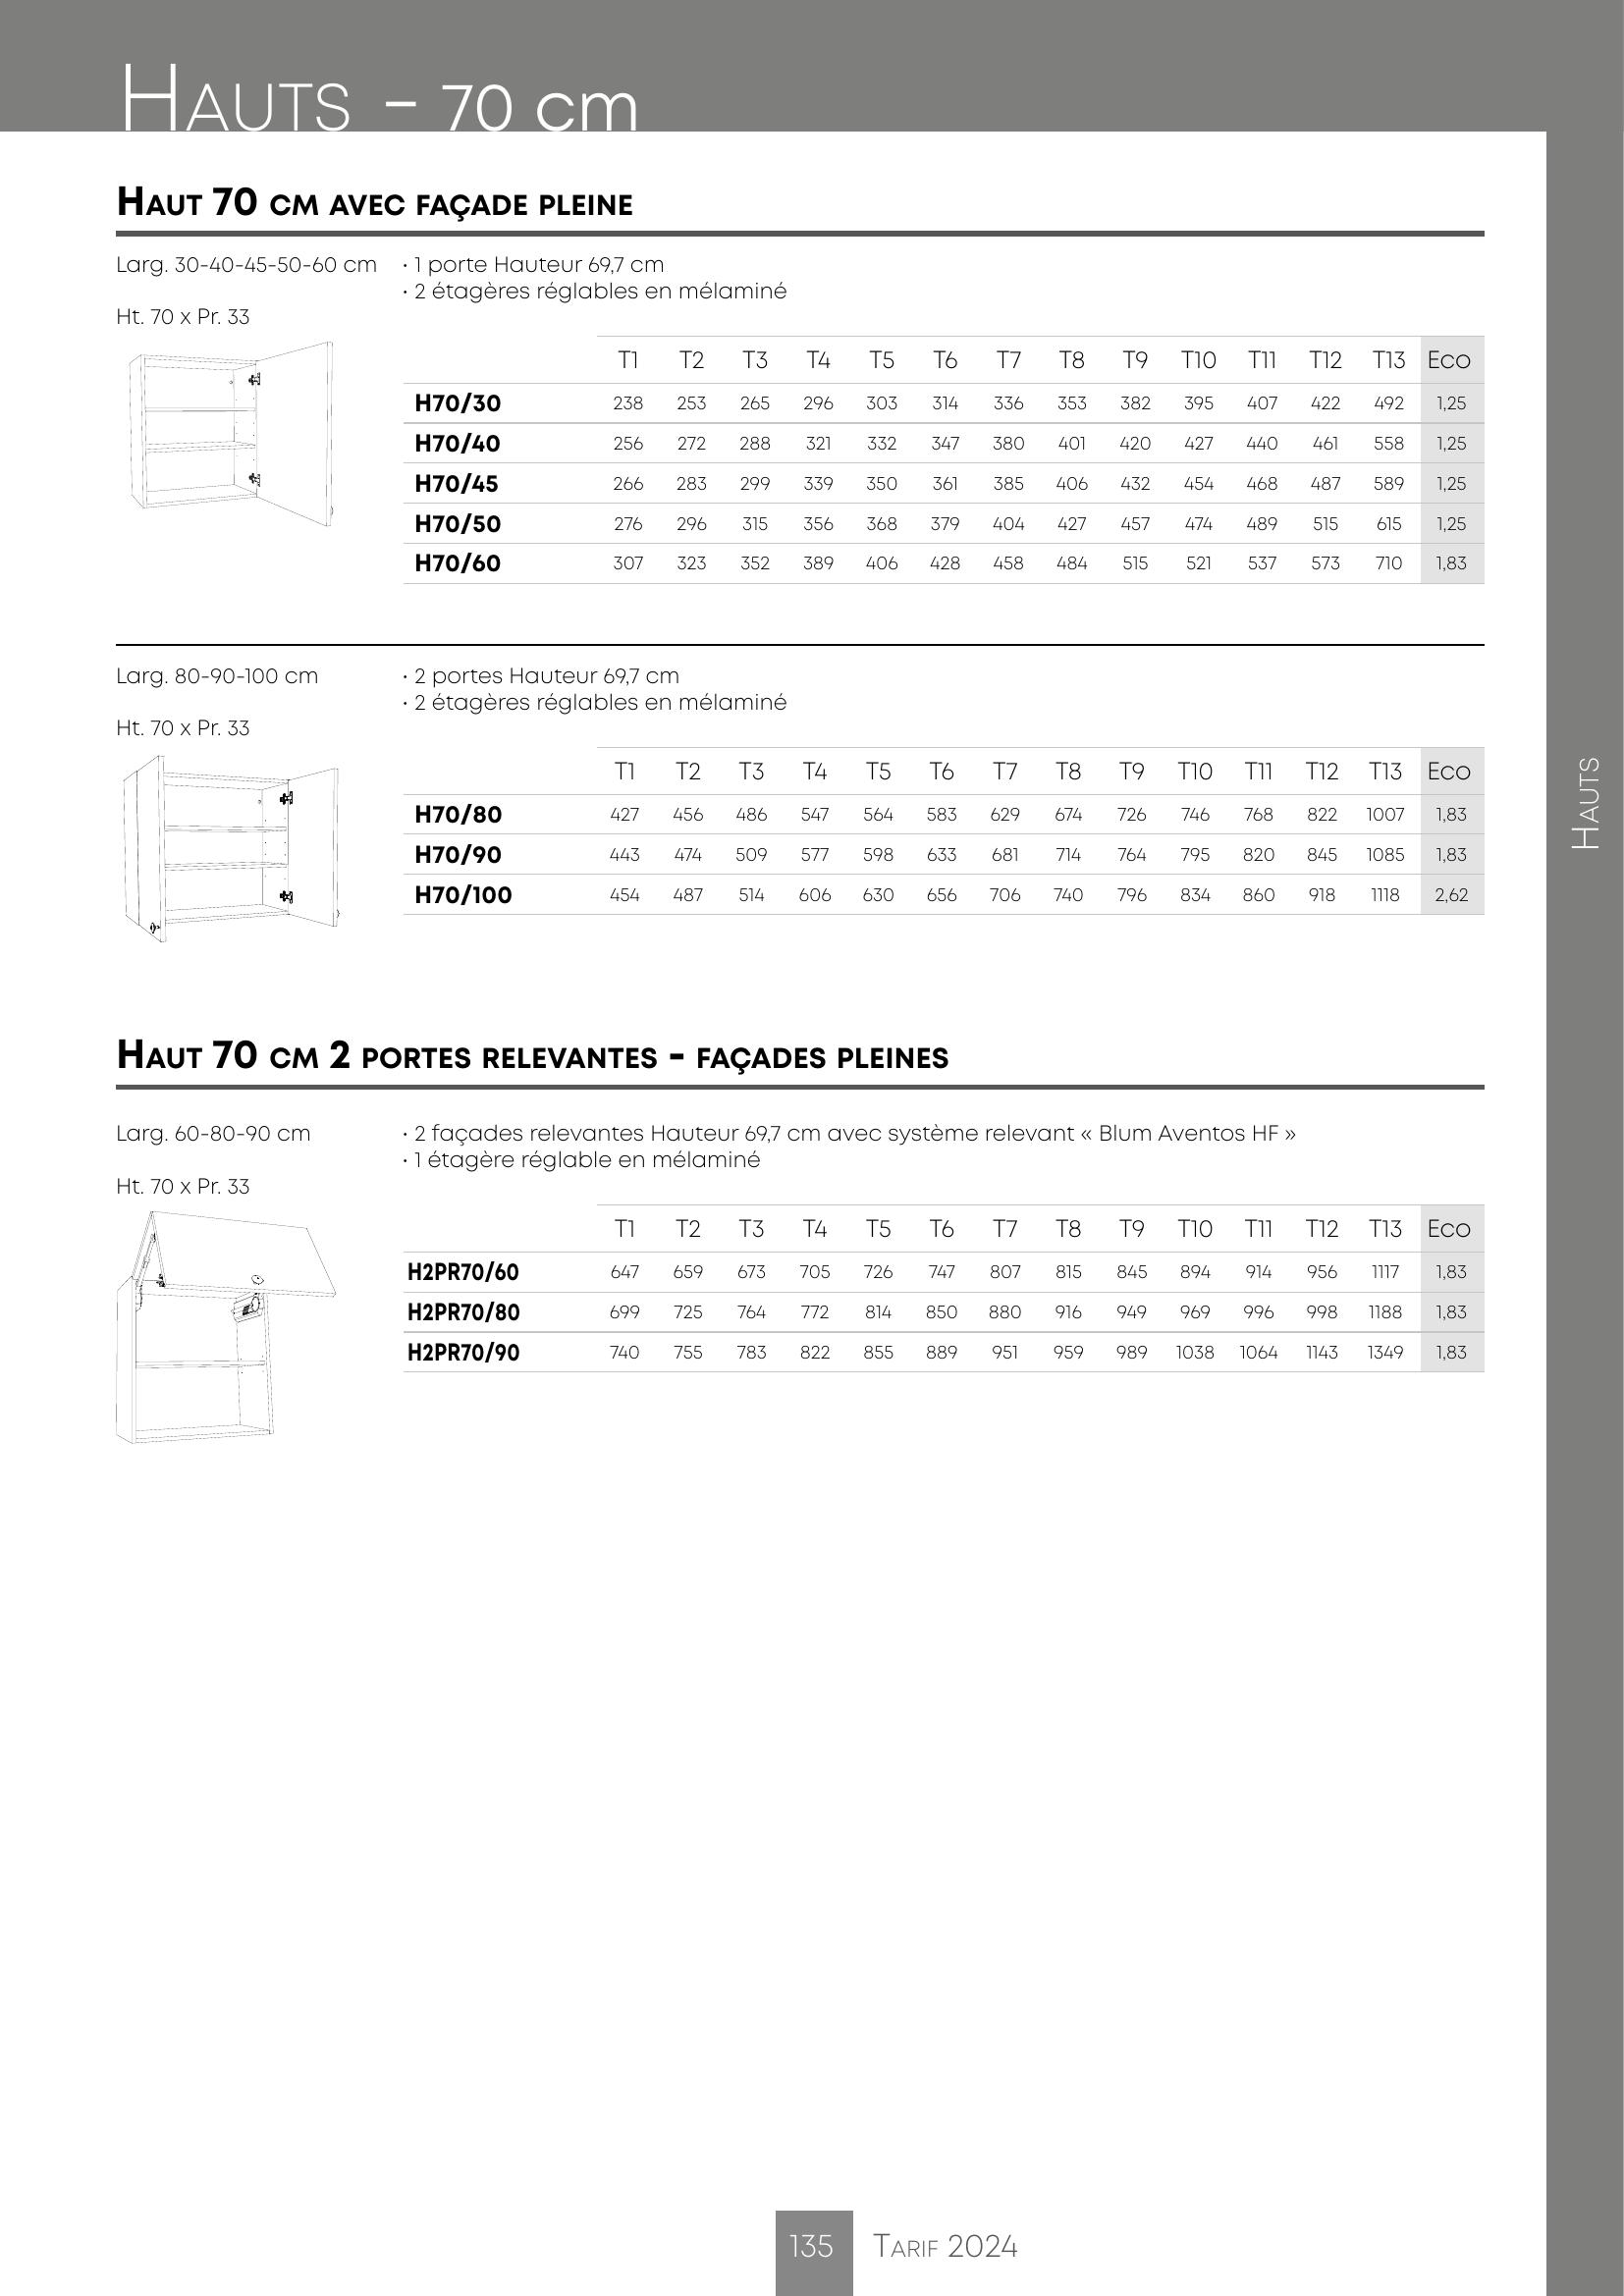 Hauts - 70 cm
Haut 70 cm avec façade pleine
Larg. 30-40-45-50-60 cm
• 1 porte Hauteur 69,7 cm
• 2 étagères réglables en mélaminé
Ht. 70 x Pr. 33
T1 T2 T3 T4 T5 T6 T7 T8 T9 T10 T11 T12 T13 Eco
H70/30 238 253 265 296 303 314 336 353 382 395 407 422 492 1,25
H70/40 256 272 288 321 332 347 380 401 420 427 440 461 558 1,25
H70/45 266 283 299 339 350 361 385 406 432 454 468 487 589 1,25
H70/50 276 296 315 356 368 379 404 427 457 474 489 515 615 1,25
H70/60 307 323 352 389 406 428 458 484 515 521 537 573 710 1,83
Larg. 80-90-100 cm
• 2 portes Hauteur 69,7 cm
• 2 étagères réglables en mélaminé
Ht. 70 x Pr. 33
T1 T2 T3 T4 T5 T6 T7 T8 T9 T10 T11 T12 T13 Eco
H70/80 427 456 486 547 564 583 629 674 726 746 768 822 1007 1,83
H70/90 443 474 509 577 598 633 681 714 764 795 820 845 1085 1,83
H70/100 454 487 514 606 630 656 706 740 796 834 860 918 1118 2,62
Haut 70 cm 2 portes relevantes - façades pleines
Larg. 60-80-90 cm
• 2 façades relevantes Hauteur 69,7 cm avec système relevant « Blum Aventos HF »
• 1 étagère réglable en mélaminé
Ht. 70 x Pr. 33
T1 T2 T3 T4 T5 T6 T7 T8 T9 T10 T11 T12 T13 Eco
H2PR70/60 647 659 673 705 726 747 807 815 845 894 914 956 1117 1,83
H2PR70/80 699 725 764 772 814 850 880 916 949 969 996 998 1188 1,83
H2PR70/90 740 755 783 822 855 889 951 959 989 1038 1064 1143 1349 1,83
Hauts
135 Tarif 2024